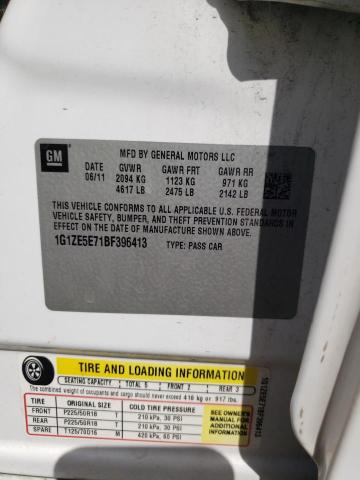 GM
MFD BY GENERAL MOTORS LLC
DATE GVWR GAWR FRT GAWR RR
06/11 2094 KG 1123 KG 971 KG
4617 LB 2475 LB 2142 LB
THIS VEHICLE CONFORMS TO ALL APPLICABLE U.S. FEDERAL MOTOR
VEHICLE SAFETY, BUMPER, AND THEFT PREVENTION STANDARDS IN
EFFECT ON THE DATE OF MANUFACTURE SHOWN ABOVE.
1G1ZE5E71BF396413 TYPE: PASS CAR
TIRE AND LOADING INFORMATION
SEATING CAPACITY TOTAL 5 FRONT 2 REAR 3
The combined weight of occupants and cargo should never exceed 416 kg or 917 lbs.
TIRE ORIGINAL SIZE COLD TIRE PRESSURE
FRONT P225/50R18 T 210 kPa, 30 PSI
REAR P225/50R18 T 210 kPa, 30 PSI
SPARE T125/70D16 M 420 kPa, 60 PSI
SEE OWNER'S
MANUAL FOR
ADDITIONAL
INFORMATION
1G1ZE5E71BF396413